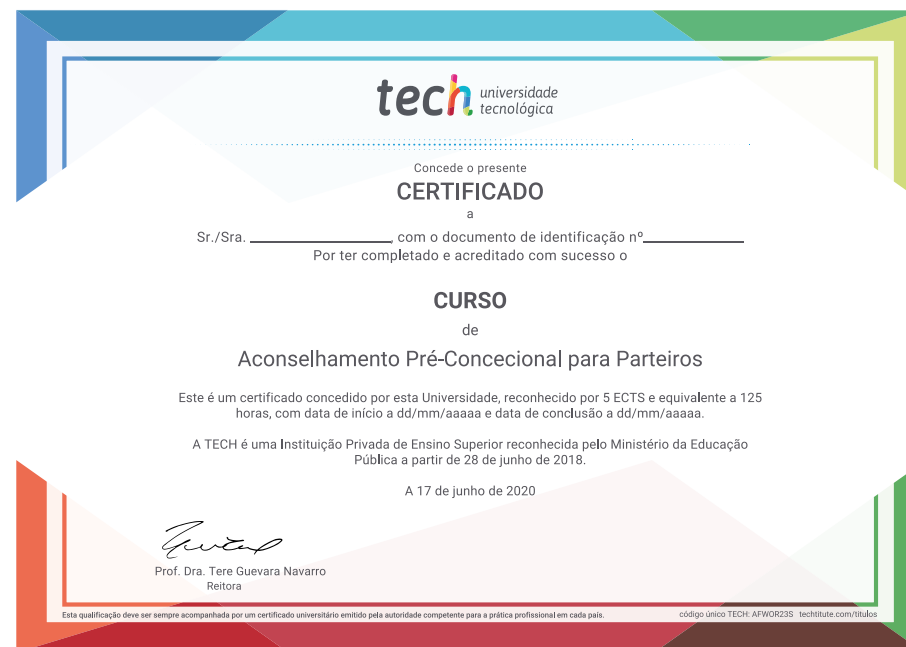 tech universidade
tecnológica
Concede o presente
CERTIFICADO
a
Sr./Sra. ____________________, com o documento de identificação nº______________
Por ter completado e acreditado com sucesso o
CURSO
de
Aconselhamento Pré-Concecional para Parteiros
Este é um certificado concedido por esta Universidade, reconhecido por 5 ECTS e equivalente a 125
horas, com data de início a dd/mm/aaaaa e data de conclusão a dd/mm/aaaaa.
A TECH é uma Instituição Privada de Ensino Superior reconhecida pelo Ministério da Educação
Pública a partir de 28 de junho de 2018.
A 17 de junho de 2020
Prof. Dra. Tere Guevara Navarro
Reitora
Esta qualificação deve ser sempre acompanhada por um certificado universitário emitido pela autoridade competente para a prática profissional em cada país.
código único TECH: AFWOR23S techtitute.com/titulos